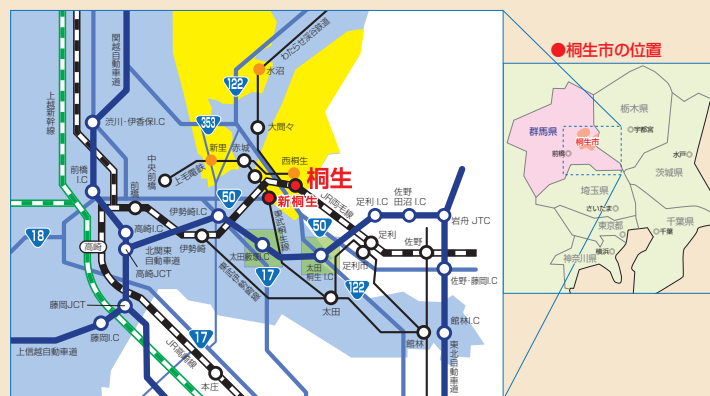 関越自動車道
上越新幹線
わたらせ渓谷鉄道
水沼
122
353
渋川・伊香保I.C
大間々
新里
赤城
西桐生
中央前橋
上毛電鉄
桐生
新桐生
前橋I.C
前橋
50
JR両毛線
東武桐生線
伊勢崎I.C
50
足利I.C
佐野田沼I.C
岩舟JTC
18
高崎
高崎I.C
北関東自動車道
高崎JCT
伊勢崎
太田藪塚I.C
太田桐生I.C
足利
足利市
佐野
17
122
佐野・藤岡I.C
東武伊勢崎線
藤岡JCT
太田
藤岡I.C
17
館林
館林I.C
上信越自動車道
JR高崎線
本庄
東北自動車道
●桐生市の位置
栃木県
群馬県
宇都宮
桐生市
前橋
水戸
茨城県
埼玉県
さいたま
東京都
千葉県
千葉
横浜
神奈川県